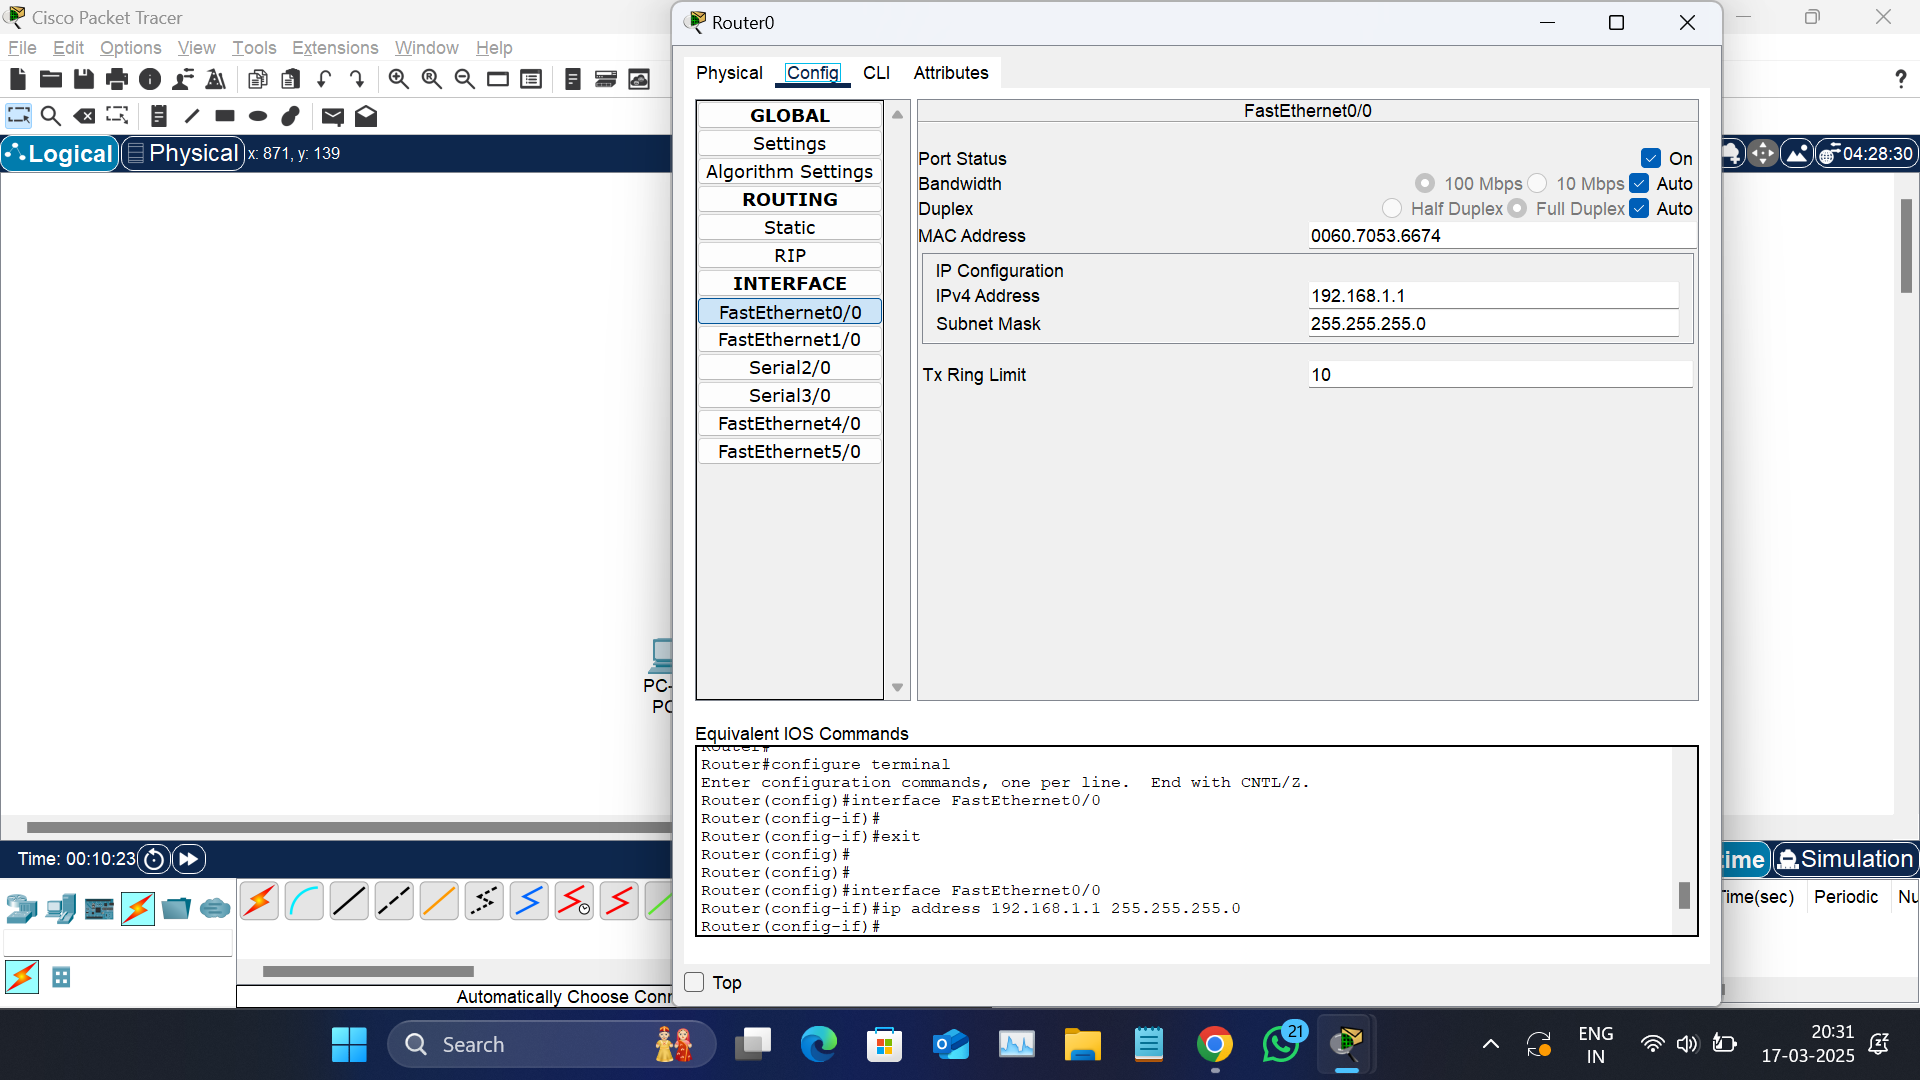 Cisco Packet Tracer
File Edit Options View Tools Extensions Window Help
Logical Physical x: 871, y: 139
04:28:30
Router0
Physical Config CLI Attributes
GLOBAL
Settings
Algorithm Settings
ROUTING
Static
RIP
INTERFACE
FastEthernet0/0
FastEthernet1/0
Serial2/0
Serial3/0
FastEthernet4/0
FastEthernet5/0
FastEthernet0/0
Port Status On
Bandwidth 100 Mbps 10 Mbps Auto
Duplex Half Duplex Full Duplex Auto
MAC Address 0060.7053.6674
IP Configuration
IPv4 Address 192.168.1.1
Subnet Mask 255.255.255.0
Tx Ring Limit 10
PC-
PC
Equivalent IOS Commands
Router#
Router#configure terminal
Enter configuration commands, one per line. End with CNTL/Z.
Router(config)#interface FastEthernet0/0
Router(config-if)#
Router(config-if)#exit
Router(config)#
Router(config)#
Router(config)#interface FastEthernet0/0
Router(config-if)#ip address 192.168.1.1 255.255.255.0
Router(config-if)#
Top
Time: 00:10:23
time Simulation
Time(sec) Periodic Nu
Automatically Choose Conn
Search
21
ENG
IN
20:31
17-03-2025